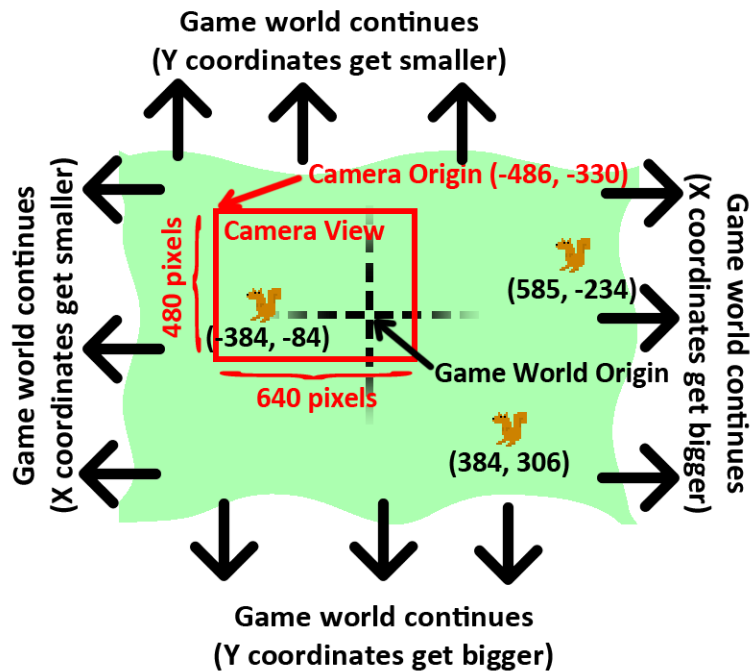 Game world continues
(Y coordinates get smaller)
Game world continues
(X coordinates get smaller)
Camera Origin (-486, -330)
Camera View
480 pixels
(-384, -84)
640 pixels
(585, -234)
Game World Origin
(384, 306)
Game world continues
(X coordinates get bigger)
Game world continues
(Y coordinates get bigger)